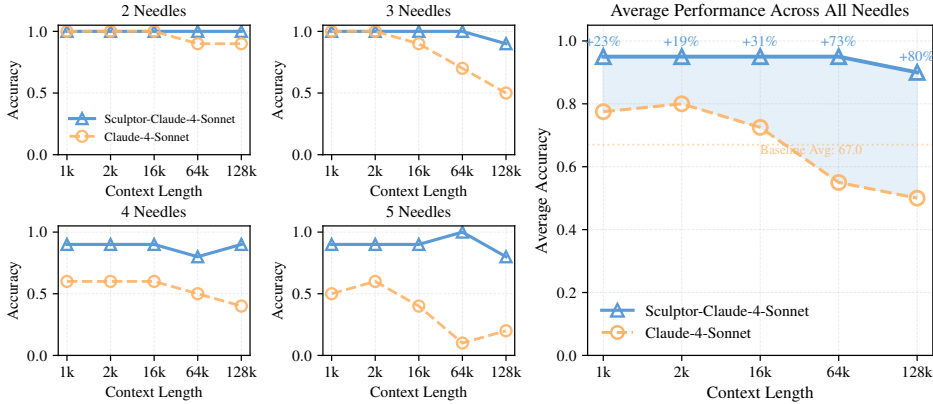 2 Needles
Accuracy
1.0
0.5
0.0
Sculptor-Claude-4-Sonnet
Claude-4-Sonnet
1k 2k 16k 64k 128k
Context Length
3 Needles
Accuracy
1.0
0.5
0.0
1k 2k 16k 64k 128k
Context Length
4 Needles
Accuracy
1.0
0.5
0.0
1k 2k 16k 64k 128k
Context Length
5 Needles
Accuracy
1.0
0.5
0.0
1k 2k 16k 64k 128k
Context Length
Average Performance Across All Needles
Average Accuracy
1.0
0.8
0.6
0.4
0.2
0.0
+23% +19% +31% +73% +80%
Baseline Avg: 67.0
Sculptor-Claude-4-Sonnet
Claude-4-Sonnet
1k 2k 16k 64k 128k
Context Length